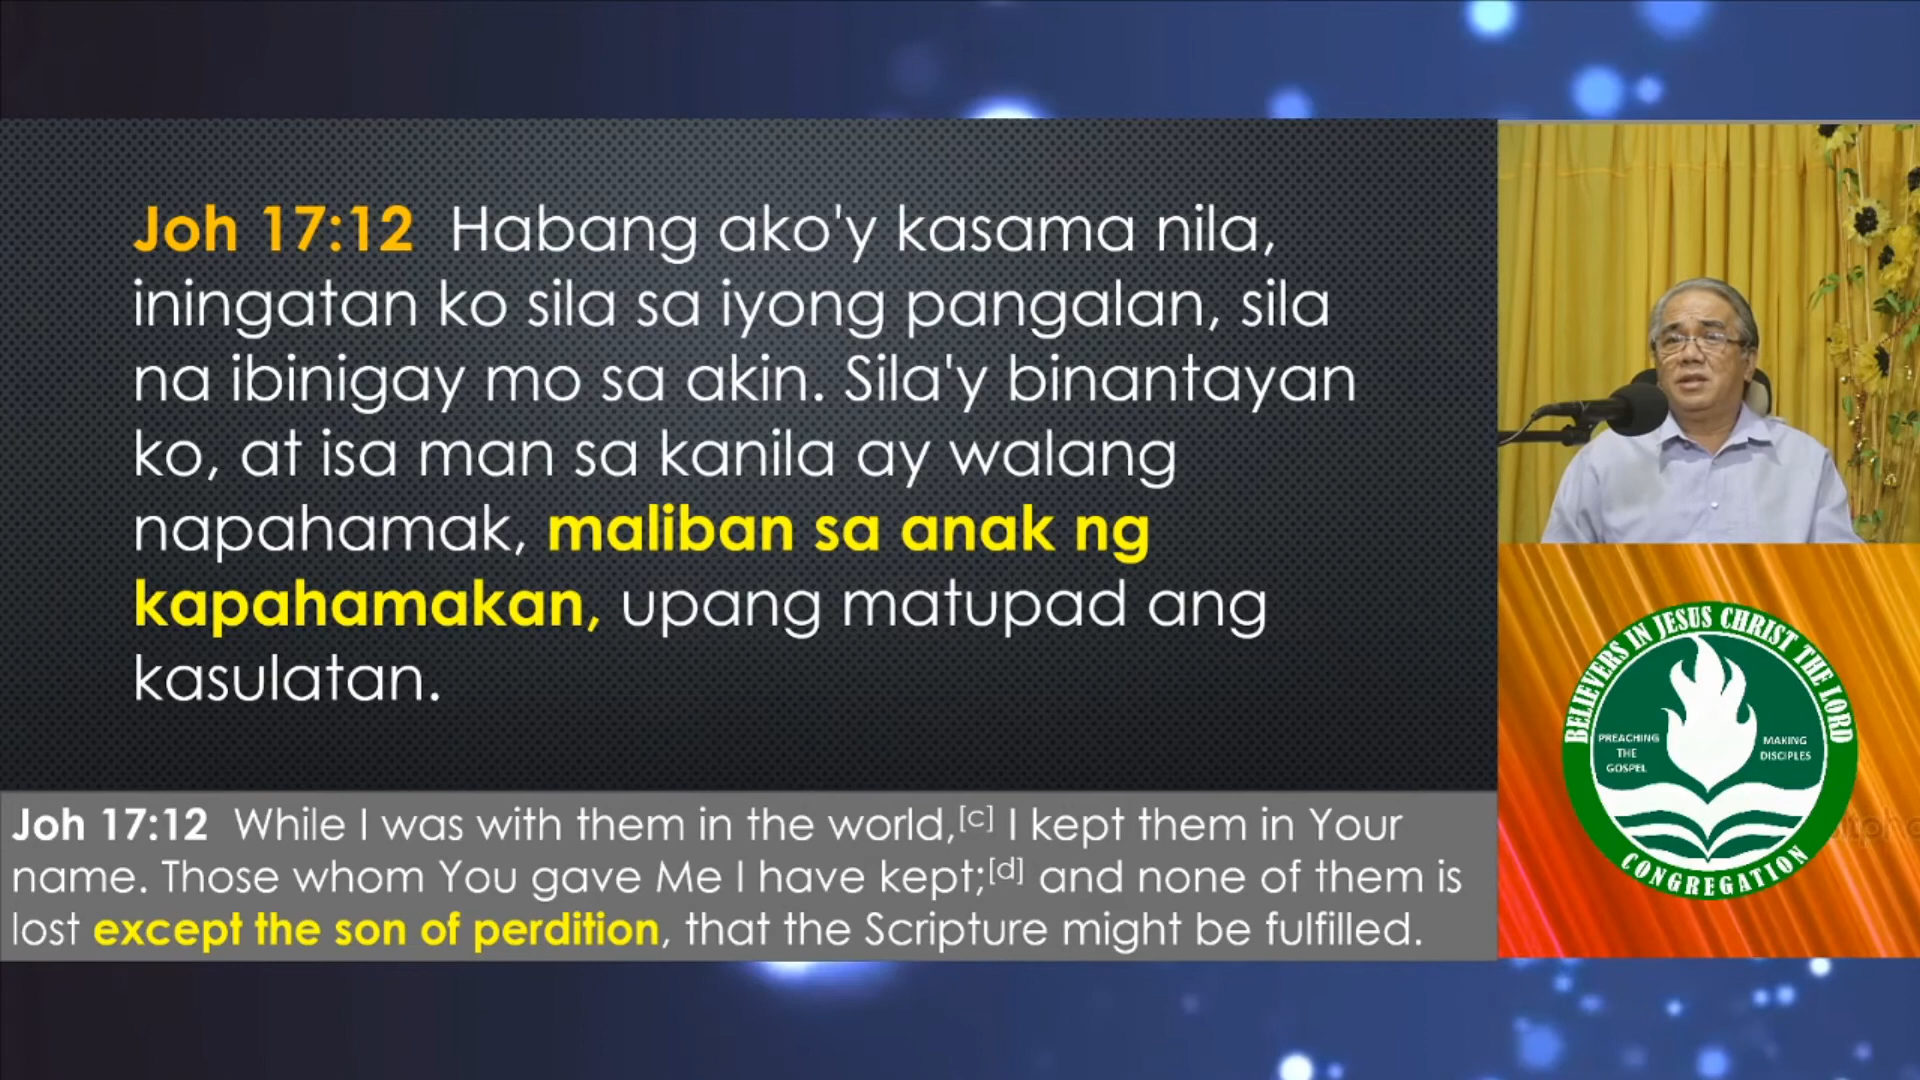 Joh 17:12 Habang ako'y kasama nila,
iningatan ko sila sa iyong pangalan, sila
na ibinigay mo sa akin. Sila'y binantayan
ko, at isa man sa kanila ay walang
napahamak, maliban sa anak ng
kapahamakan, upang matupad ang
kasulatan.
Joh 17:12 While I was with them in the world,[c] I kept them in Your
name. Those whom You gave Me I have kept;[d] and none of them is
lost except the son of perdition, that the Scripture might be fulfilled.
BELIEVERS IN JESUS CHRIST THE LORD
PREACHING
THE
GOSPEL
MAKING
DISCIPLES
CONGREGATION